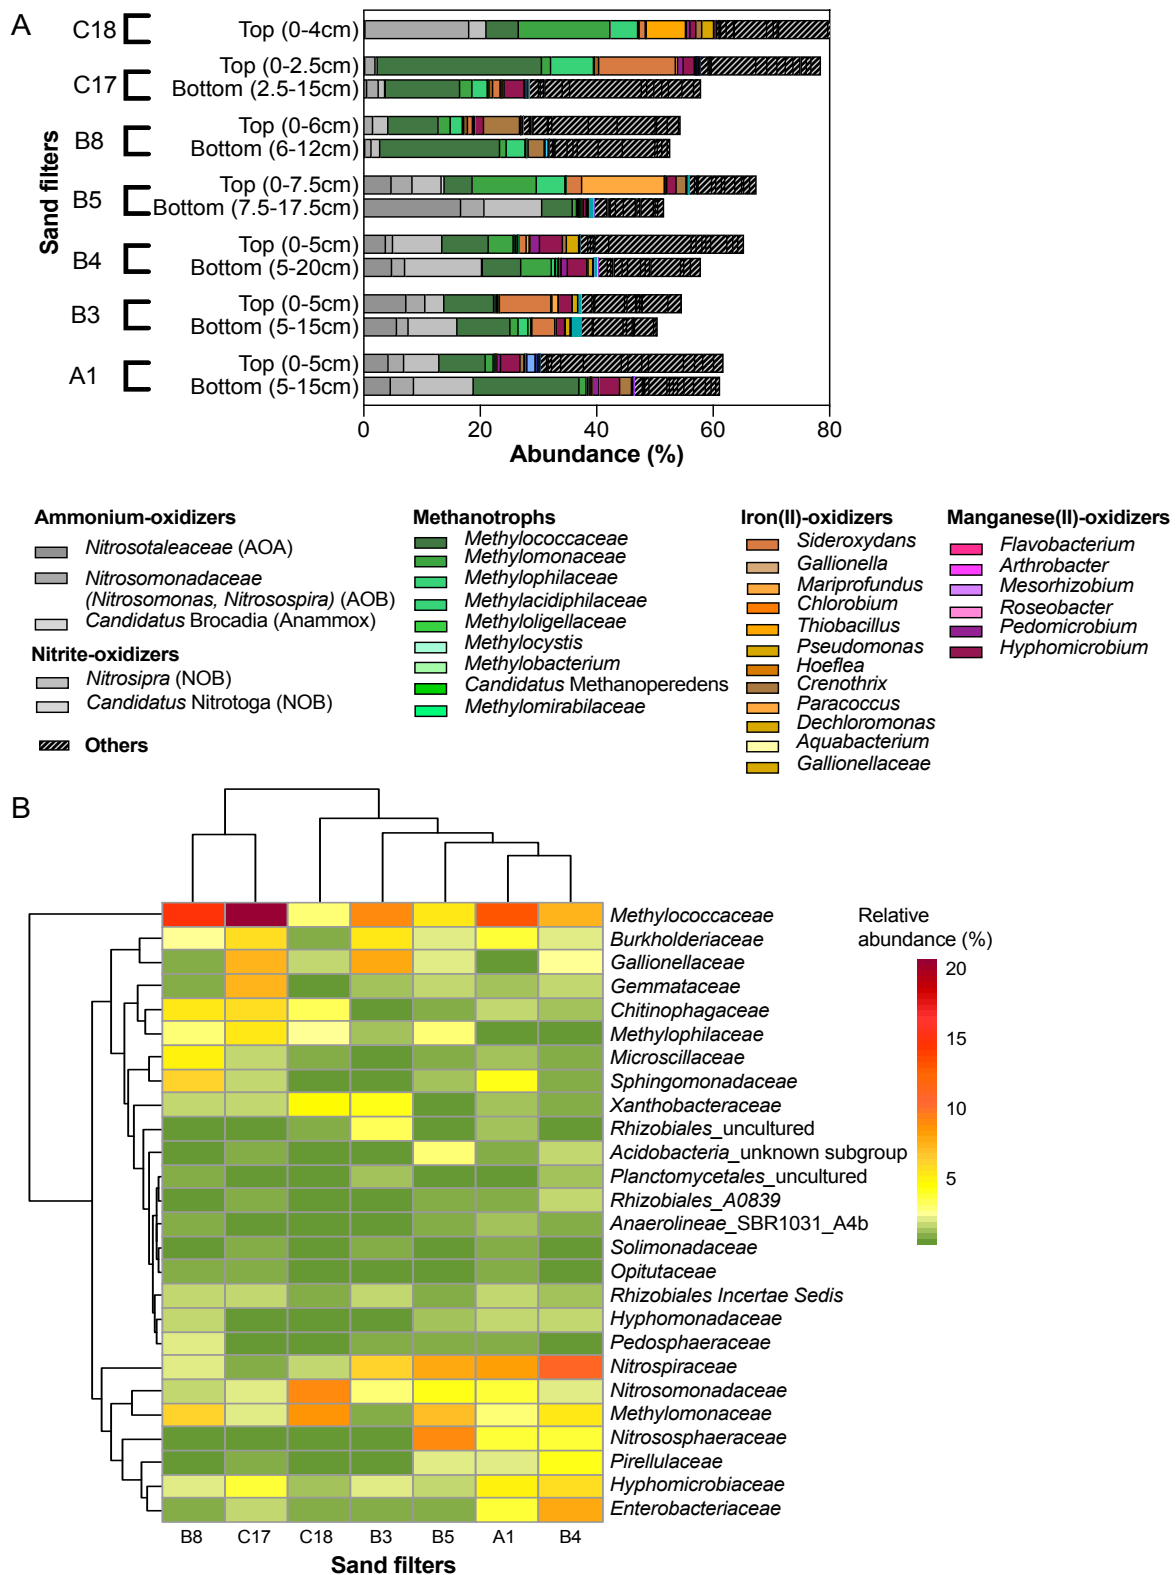 A
Sand filters
C18
Top (0-4cm)
C17
Top (0-2.5cm)
Bottom (2.5-15cm)
B8
Top (0-6cm)
Bottom (6-12cm)
B5
Top (0-7.5cm)
Bottom (7.5-17.5cm)
B4
Top (0-5cm)
Bottom (5-20cm)
B3
Top (0-5cm)
Bottom (5-15cm)
A1
Top (0-5cm)
Bottom (5-15cm)
0 20 40 60 80
Abundance (%)
Ammonium-oxidizers
Nitrosotaleaceae (AOA)
Nitrosomonadaceae
(Nitrosomonas, Nitrosospira) (AOB)
Candidatus Brocadia (Anammox)
Nitrite-oxidizers
Nitrosipra (NOB)
Candidatus Nitrotoga (NOB)
Others
Methanotrophs
Methylococcaceae
Methylomonaceae
Methylophilaceae
Methylacidiphilaceae
Methyloligellaceae
Methylocystis
Methylobacterium
Candidatus Methanoperedens
Methylomirabilaceae
Iron(II)-oxidizers
Sideroxydans
Gallionella
Mariprofundus
Chlorobium
Thiobacillus
Pseudomonas
Hoeflea
Crenothrix
Paracoccus
Dechloromonas
Aquabacterium
Gallionellaceae
Manganese(II)-oxidizers
Flavobacterium
Arthrobacter
Mesorhizobium
Roseobacter
Pedomicrobium
Hyphomicrobium
B
Methylococcaceae
Burkholderiaceae
Gallionellaceae
Gemmataceae
Chitinophagaceae
Methylophilaceae
Microscillaceae
Sphingomonadaceae
Xanthobacteraceae
Rhizobiales_uncultured
Acidobacteria_unknown subgroup
Planctomycetales_uncultured
Rhizobiales_A0839
Anaerolineae_SBR1031_A4b
Solimonadaceae
Opitutaceae
Rhizobiales Incertae Sedis
Hyphomonadaceae
Pedosphaeraceae
Nitrospiraceae
Nitrosomonadaceae
Methylomonaceae
Nitrososphaeraceae
Pirellulaceae
Hyphomicrobiaceae
Enterobacteriaceae
B8 C17 C18 B3 B5 A1 B4
Sand filters
Relative
abundance (%)
20
15
10
5